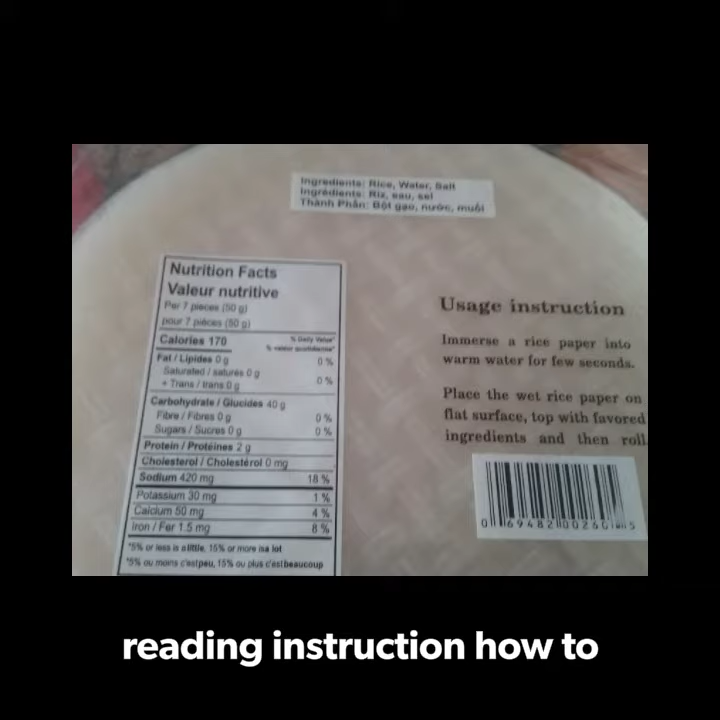 Ingredients: Rice, Water, Salt
Ingrédients: Riz, eau, sel
Thành Phần: Bột gạo, nước, muối
Nutrition Facts
Valeur nutritive
Per 7 pieces (50 g)
pour 7 pièces (50 g)
Calories 170
% Daily Value*
% valeur quotidienne*
Fat / Lipides 0 g 0 %
Saturated / saturés 0 g
+ Trans / trans 0 g 0 %
Carbohydrate / Glucides 40 g
Fibre / Fibres 0 g 0 %
Sugars / Sucres 0 g 0 %
Protein / Protéines 2 g
Cholesterol / Cholestérol 0 mg
Sodium 420 mg 18 %
Potassium 30 mg 1 %
Calcium 50 mg 4 %
Iron / Fer 1.5 mg 8 %
*5% or less is a little, 15% or more is a lot
*5% ou moins c'est peu, 15% ou plus c'est beaucoup
Usage instruction
Immerse a rice paper into
warm water for few seconds.
Place the wet rice paper on
flat surface, top with favored
ingredients and then roll.
reading instruction how to